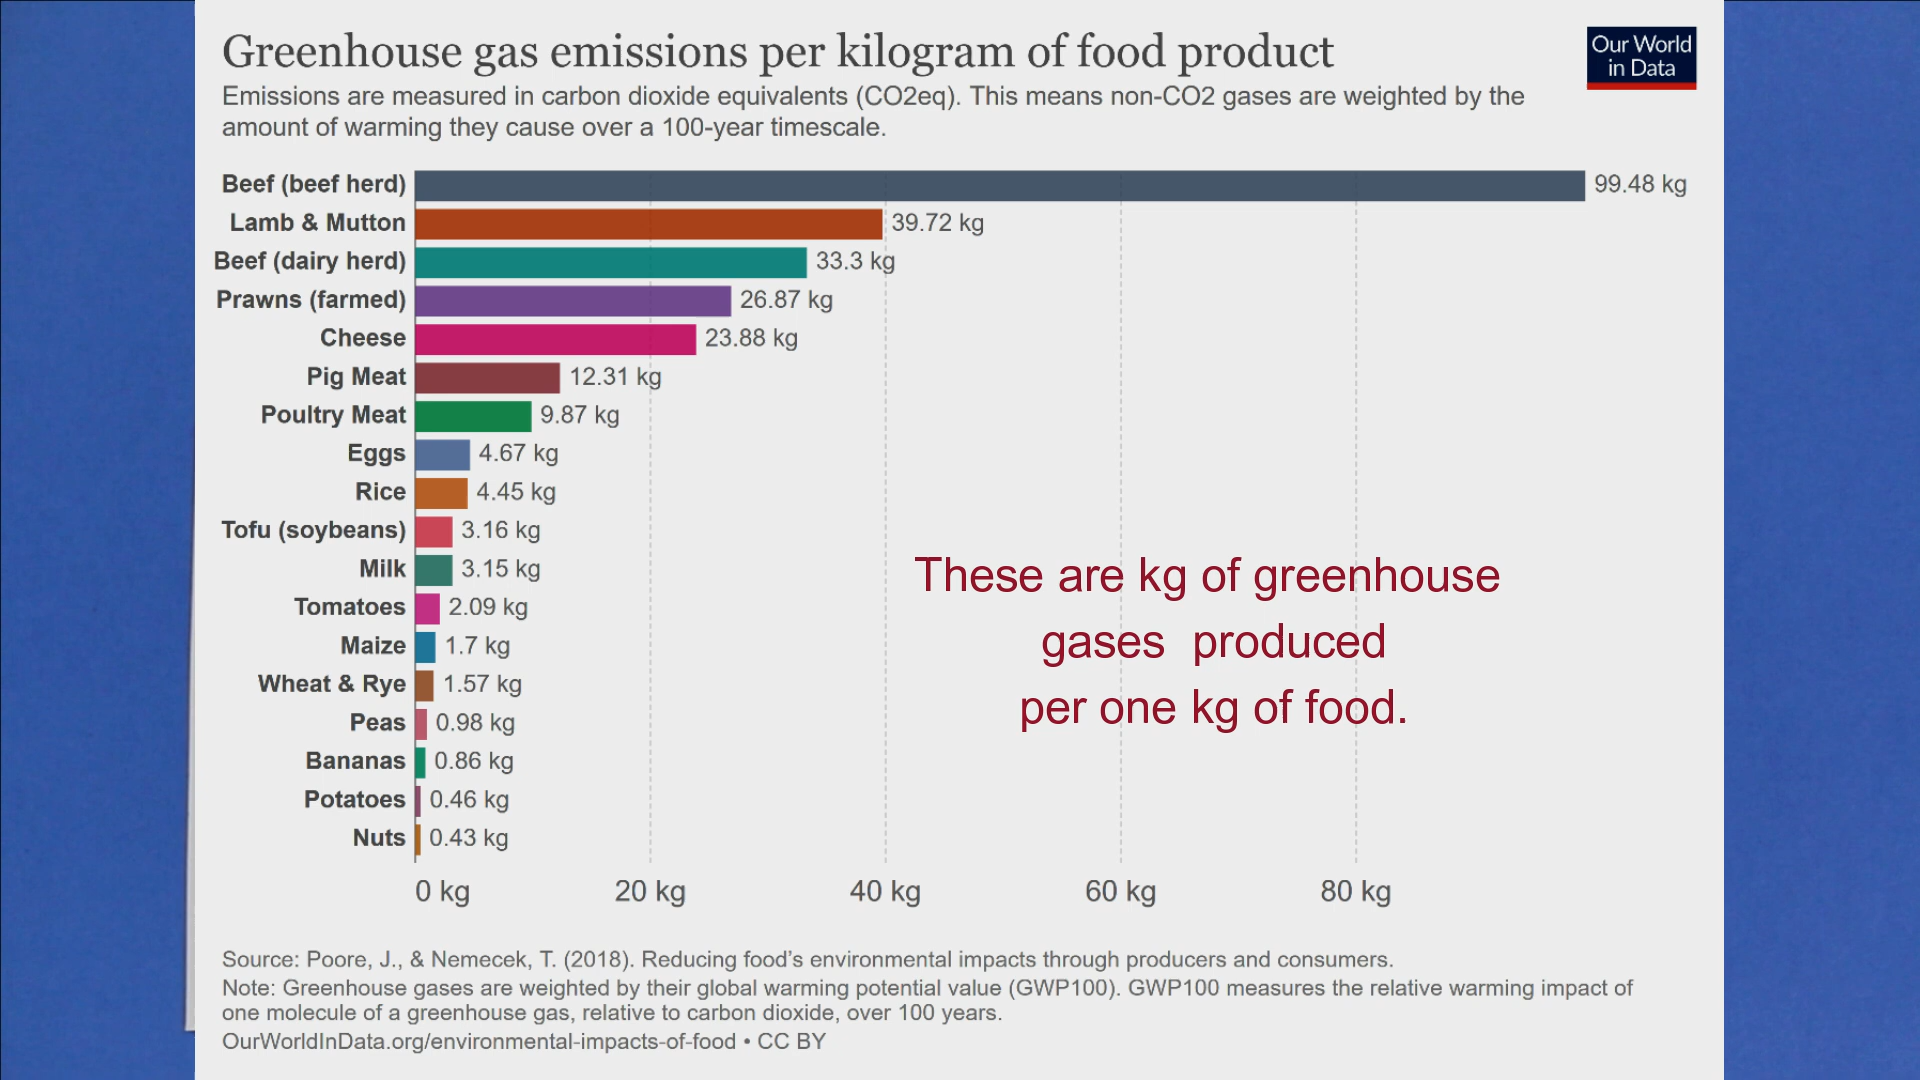 Greenhouse gas emissions per kilogram of food product
Our World
in Data
Emissions are measured in carbon dioxide equivalents (CO2eq). This means non-CO2 gases are weighted by the
amount of warming they cause over a 100-year timescale.
Beef (beef herd) 99.48 kg
Lamb & Mutton 39.72 kg
Beef (dairy herd) 33.3 kg
Prawns (farmed) 26.87 kg
Cheese 23.88 kg
Pig Meat 12.31 kg
Poultry Meat 9.87 kg
Eggs 4.67 kg
Rice 4.45 kg
Tofu (soybeans) 3.16 kg
Milk 3.15 kg
Tomatoes 2.09 kg
Maize 1.7 kg
Wheat & Rye 1.57 kg
Peas 0.98 kg
Bananas 0.86 kg
Potatoes 0.46 kg
Nuts 0.43 kg
These are kg of greenhouse
gases produced
per one kg of food.
0 kg 20 kg 40 kg 60 kg 80 kg
Source: Poore, J., & Nemecek, T. (2018). Reducing food's environmental impacts through producers and consumers.
Note: Greenhouse gases are weighted by their global warming potential value (GWP100). GWP100 measures the relative warming impact of
one molecule of a greenhouse gas, relative to carbon dioxide, over 100 years.
OurWorldInData.org/environmental-impacts-of-food • CC BY